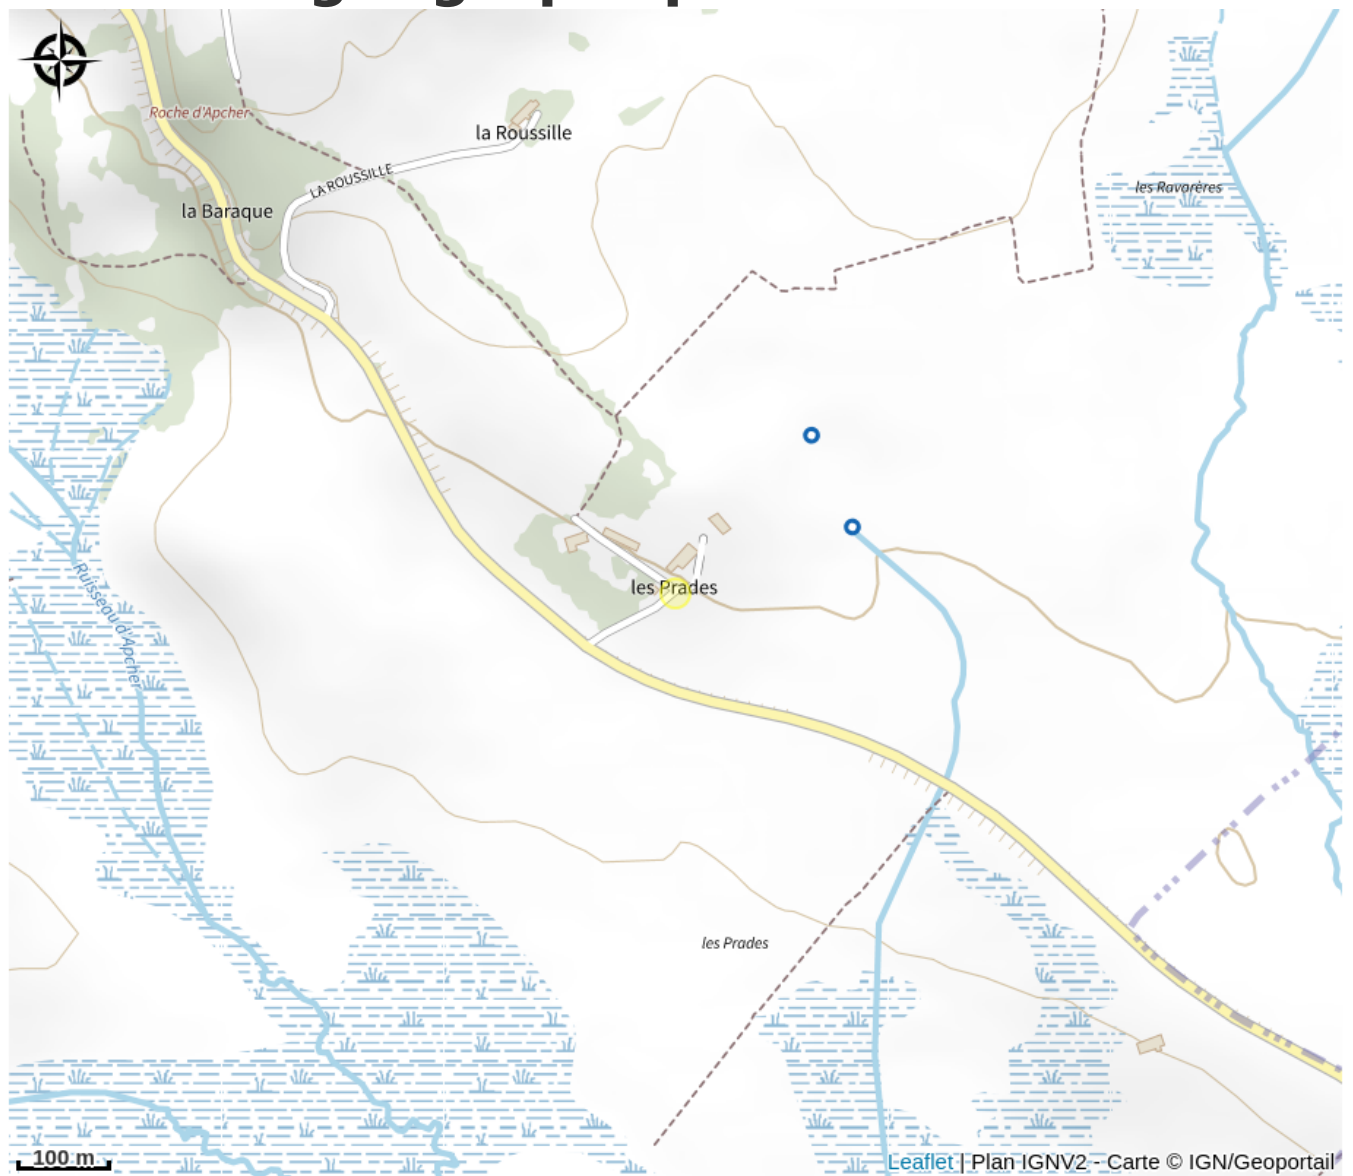 Roche d'Apcher
la Roussille
LA ROUSSILLE
les Ravarères
la Baraque
les Prades
Ruisseau d'Apcher
les Prades
100 m
Leaflet | Plan IGNV2 - Carte © IGN/Geoportail